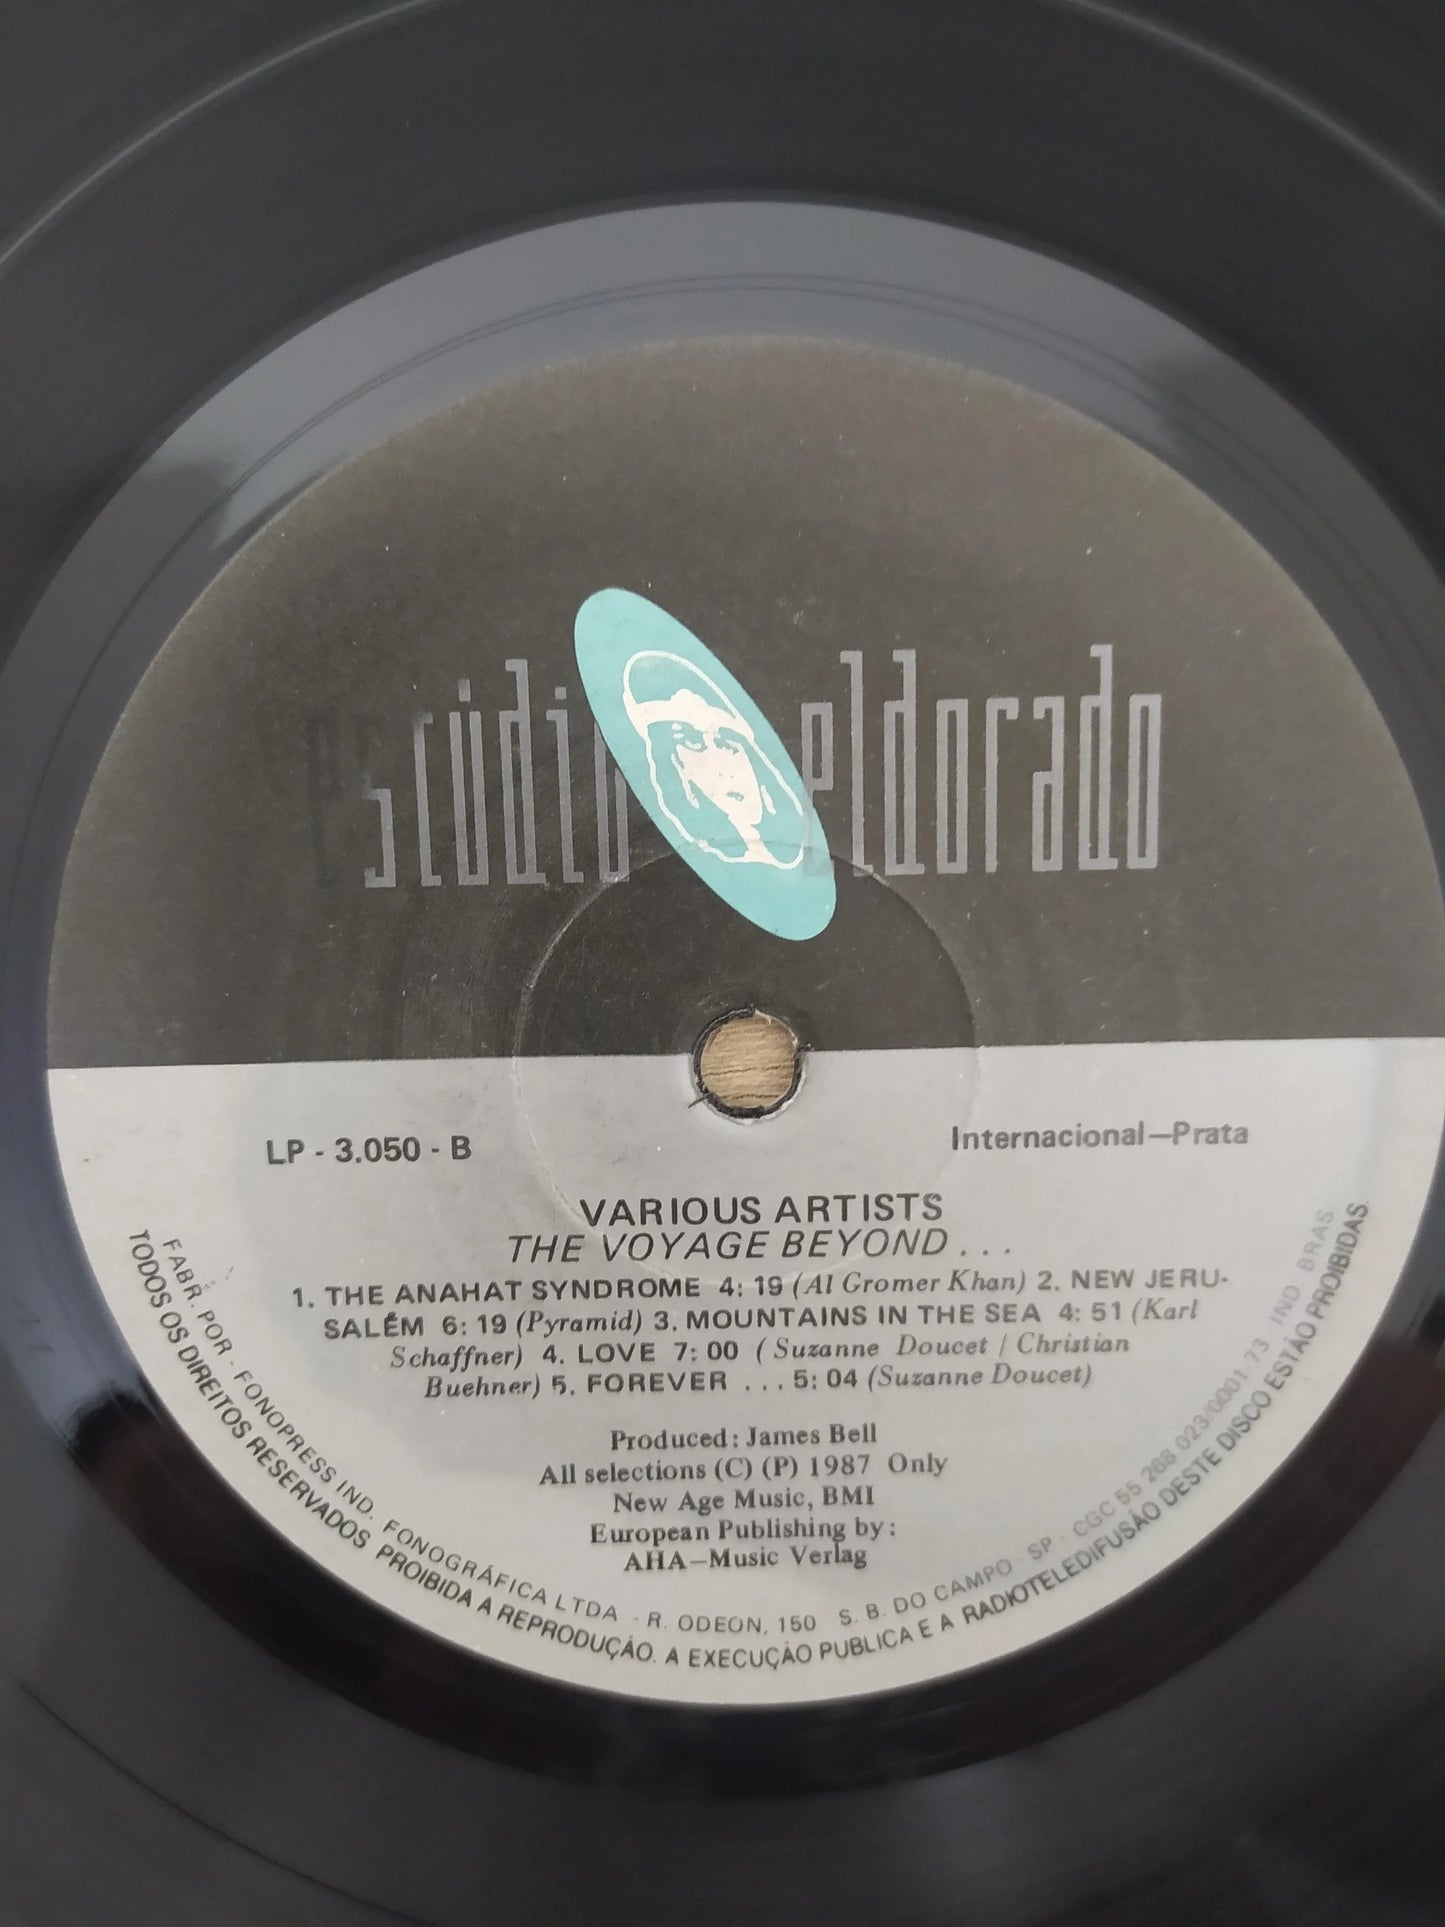 estúdio eldorado
LP - 3.050 - B
Internacional—Prata
VARIOUS ARTISTS
THE VOYAGE BEYOND . . .
1. THE ANAHAT SYNDROME 4: 19 (Al Gromer Khan) 2. NEW JERU-
SALÉM 6: 19 (Pyramid) 3. MOUNTAINS IN THE SEA 4: 51 (Karl
Schaffner) 4. LOVE 7: 00 ( Suzanne Doucet / Christian
Buehner) 5. FOREVER . . . 5: 04 (Suzanne Doucet)
Produced: James Bell
All selections (C) (P) 1987 Only
New Age Music, BMI
European Publishing by:
AHA—Music Verlag
FABR. POR - FONOPRESS IND. FONOGRÁFICA LTDA - R. ODEON, 150 S. B. DO CAMPO - SP - CGC 55 268 023/0001-73 - IND. BRAS.
TODOS OS DIREITOS RESERVADOS PROIBIDA A REPRODUÇÃO. A EXECUÇÃO PUBLICA E A RADIOTELEDIFUSÃO DESTE DISCO ESTÃO PROIBIDAS.